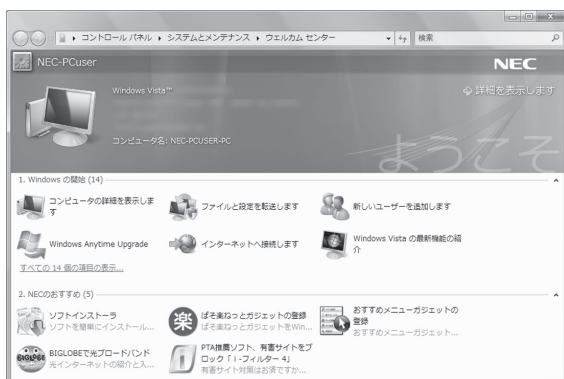 コントロール パネル ▸ システムとメンテナンス ▸ ウエルカム センター
検索
NEC-PCuser
NEC
Windows Vista™
詳細を表示します
コンピュータ名: NEC-PCUSER-PC
ようこそ
1. Windows の開始 (14)
コンピュータの詳細を表示しま
す
ファイルと設定を転送します
新しいユーザーを追加します
Windows Anytime Upgrade
インターネットへ接続します
Windows Vista の最新機能の紹
介
すべての 14 個の項目の表示...
2. NECのおすすめ (5)
ソフトインストーラ
ソフトを簡単にインストール...
楽
ぱそ楽ねっとガジェットの登録
ぱそ楽ねっとガジェットをWin...
おすすめメニューガジェットの
登録
おすすめメニューガジェット...
BIGLOBE
BIGLOBEで光ブロードバンド
光インターネットの紹介と入...
PTA推薦ソフト、有害サイトをブ
ロック「i -フィルター 4」
有害サイト対策はお済ですか...